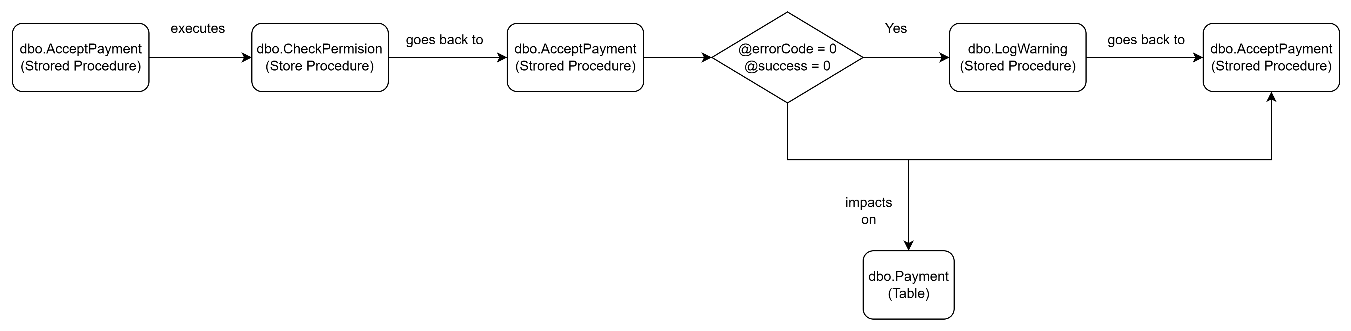 dbo.AcceptPayment
(Strored Procedure)
executes
dbo.CheckPermision
(Store Procedure)
goes back to
dbo.AcceptPayment
(Strored Procedure)
@errorCode = 0
@success = 0
Yes
dbo.LogWarning
(Stored Procedure)
goes back to
dbo.AcceptPayment
(Strored Procedure)
impacts
on
dbo.Payment
(Table)